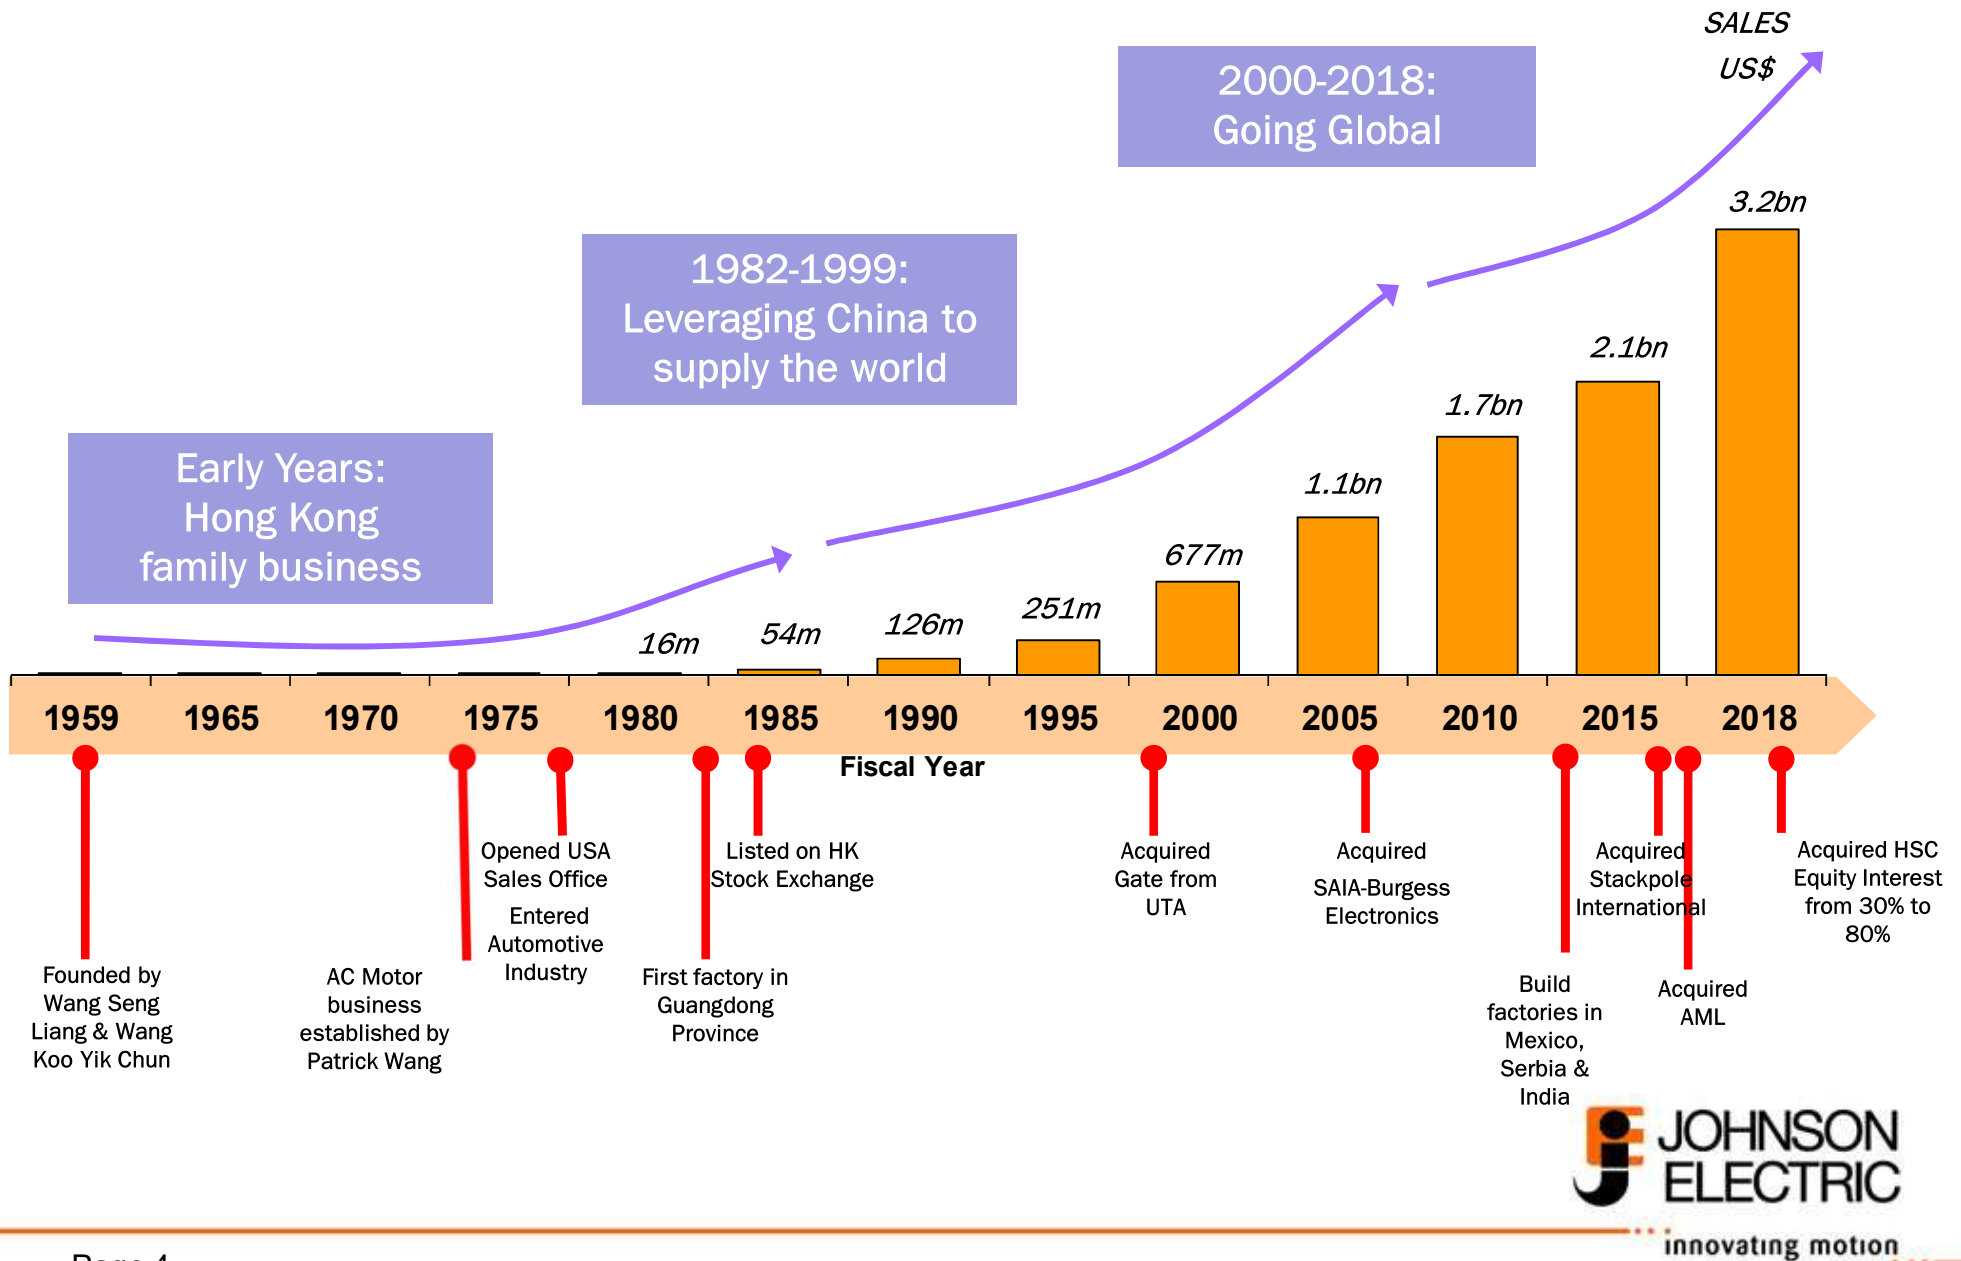 SALES
US$
2000-2018:
Going Global
3.2bn
1982-1999:
Leveraging China to
supply the world
2.1bn
1.7bn
Early Years:
Hong Kong
family business
1.1bn
677m
251m
126m
54m
16m
1959 1965 1970 1975 1980 1985 1990 1995 2000 2005 2010 2015 2018
Fiscal Year
Founded by
Wang Seng
Liang & Wang
Koo Yik Chun
AC Motor
business
established by
Patrick Wang
Opened USA
Sales Office
Entered
Automotive
Industry
First factory in
Guangdong
Province
Listed on HK
Stock Exchange
Acquired
Gate from
UTA
Acquired
SAIA-Burgess
Electronics
Build
factories in
Mexico,
Serbia &
India
Acquired
Stackpole
International
Acquired
AML
Acquired HSC
Equity Interest
from 30% to
80%
JOHNSON
ELECTRIC
innovating motion
Page 4